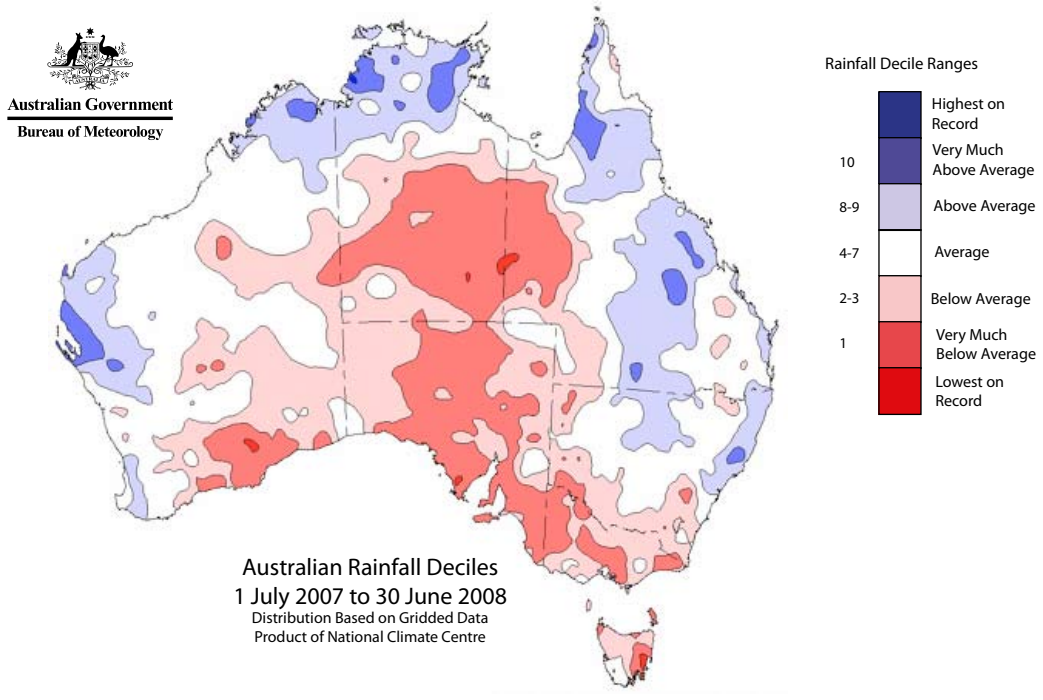 Australian Government
Bureau of Meteorology
Rainfall Decile Ranges
Highest on
Record
10
Very Much
Above Average
8-9
Above Average
4-7
Average
2-3
Below Average
1
Very Much
Below Average
Lowest on
Record
Australian Rainfall Deciles
1 July 2007 to 30 June 2008
Distribution Based on Gridded Data
Product of National Climate Centre